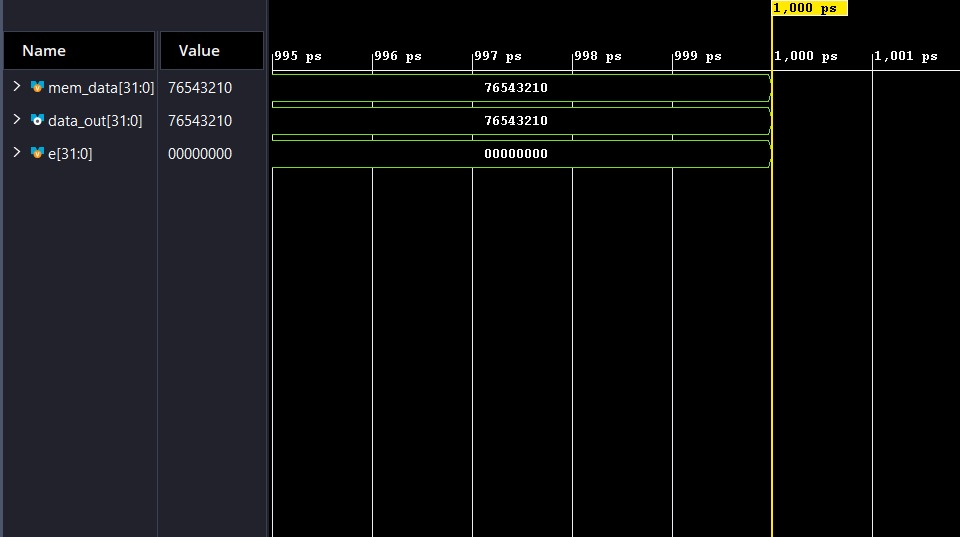 1,000 ps
Name Value
995 ps 996 ps 997 ps 998 ps 999 ps 1,000 ps 1,001 ps
mem_data[31:0] 76543210 76543210
data_out[31:0] 76543210 76543210
e[31:0] 00000000 00000000